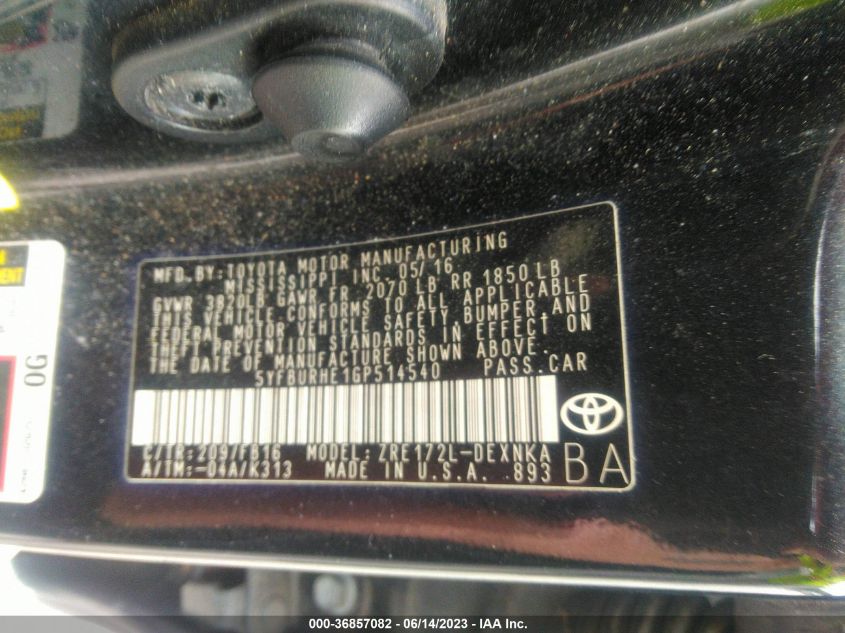 MFD. BY: TOYOTA MOTOR MANUFACTURING
MISSISSIPPI INC. 05/16
GVWR 3820LB GAWR FR 2070 LB RR 1850 LB
THIS VEHICLE CONFORMS TO ALL APPLICABLE
FEDERAL MOTOR VEHICLE SAFETY, BUMPER, AND
THEFT PREVENTION STANDARDS IN EFFECT ON
THE DATE OF MANUFACTURE SHOWN ABOVE.
5YFBURHE1GP514540 PASS.CAR
C/TR: 209/FB16 MODEL: ZRE172L-DEXNKA
A/TM: -04A/K313 MADE IN U.S.A. 893
BA
0G
000-36857082 - 06/14/2023 - IAA Inc.